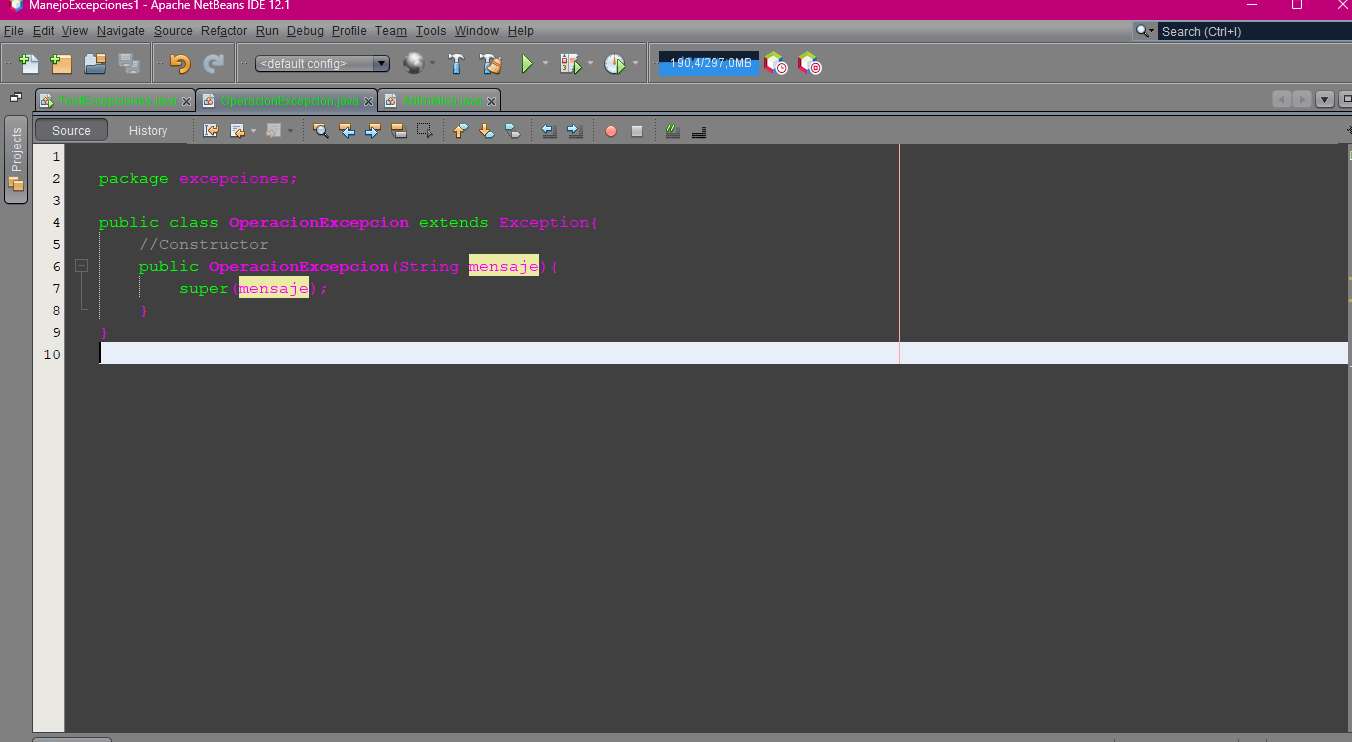 ManejoExcepciones1 - Apache NetBeans IDE 12.1
File Edit View Navigate Source Refactor Run Debug Profile Team Tools Window Help
Search (Ctrl+I)
<default config>
190,4/297,0MB
TestExcepciones.java OperacionExcepcion.java Aritmetica.java
Projects
Source History
1
2 package excepciones;
3
4 public class OperacionExcepcion extends Exception{
5 //Constructor
6 public OperacionExcepcion(String mensaje){
7 super(mensaje);
8 }
9 }
10